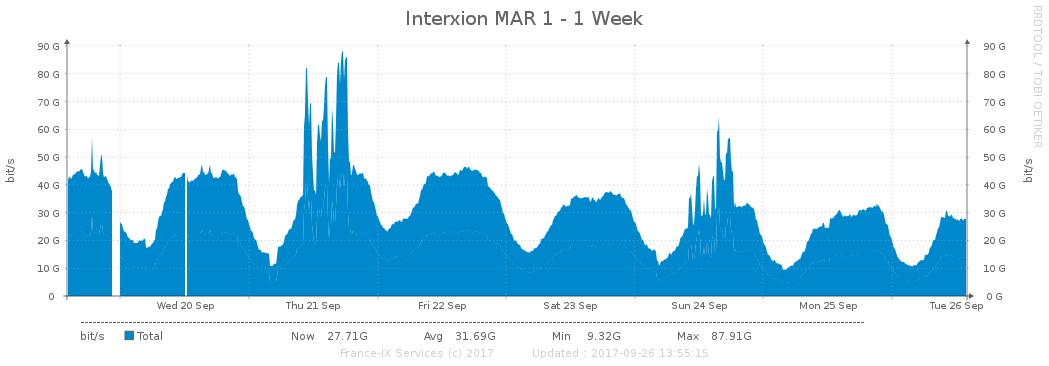 Interxion MAR 1 - 1 Week
RRDTOOL / TOBI OETIKER
bit/s
90 G
80 G
70 G
60 G
50 G
40 G
30 G
20 G
10 G
0
90 G
80 G
70 G
60 G
50 G
40 G
30 G
20 G
10 G
0 G
bit/s
Wed 20 Sep Thu 21 Sep Fri 22 Sep Sat 23 Sep Sun 24 Sep Mon 25 Sep Tue 26 Sep
bit/s Total Now 27.71G Avg 31.69G Min 9.32G Max 87.91G
France-IX Services (c) 2017 Updated : 2017-09-26 13:55:15